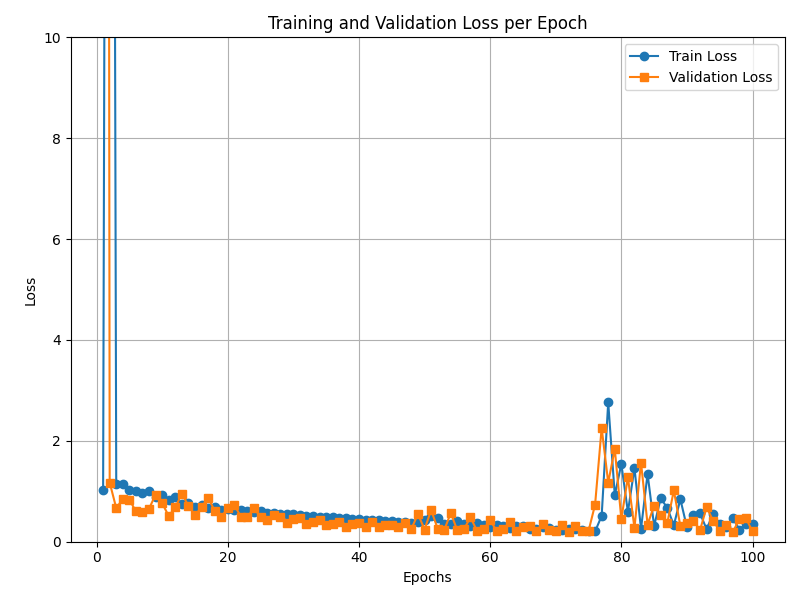 Training and Validation Loss per Epoch
Train Loss
Validation Loss
10
8
6
4
2
0
Loss
0 20 40 60 80 100
Epochs